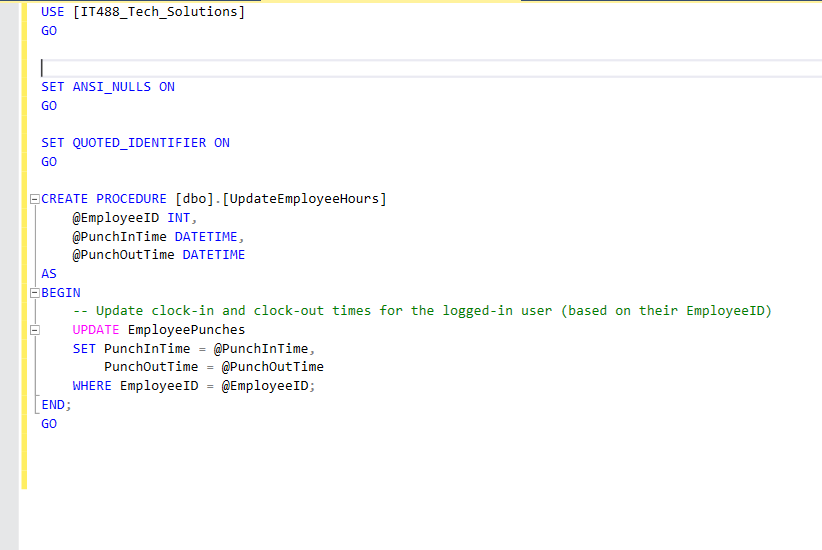 USE [IT488_Tech_Solutions]
GO
SET ANSI_NULLS ON
GO
SET QUOTED_IDENTIFIER ON
GO
CREATE PROCEDURE [dbo].[UpdateEmployeeHours]
    @EmployeeID INT,
    @PunchInTime DATETIME,
    @PunchOutTime DATETIME
AS
BEGIN
    -- Update clock-in and clock-out times for the logged-in user (based on their EmployeeID)
    UPDATE EmployeePunches
    SET PunchInTime = @PunchInTime,
        PunchOutTime = @PunchOutTime
    WHERE EmployeeID = @EmployeeID;
END;
GO